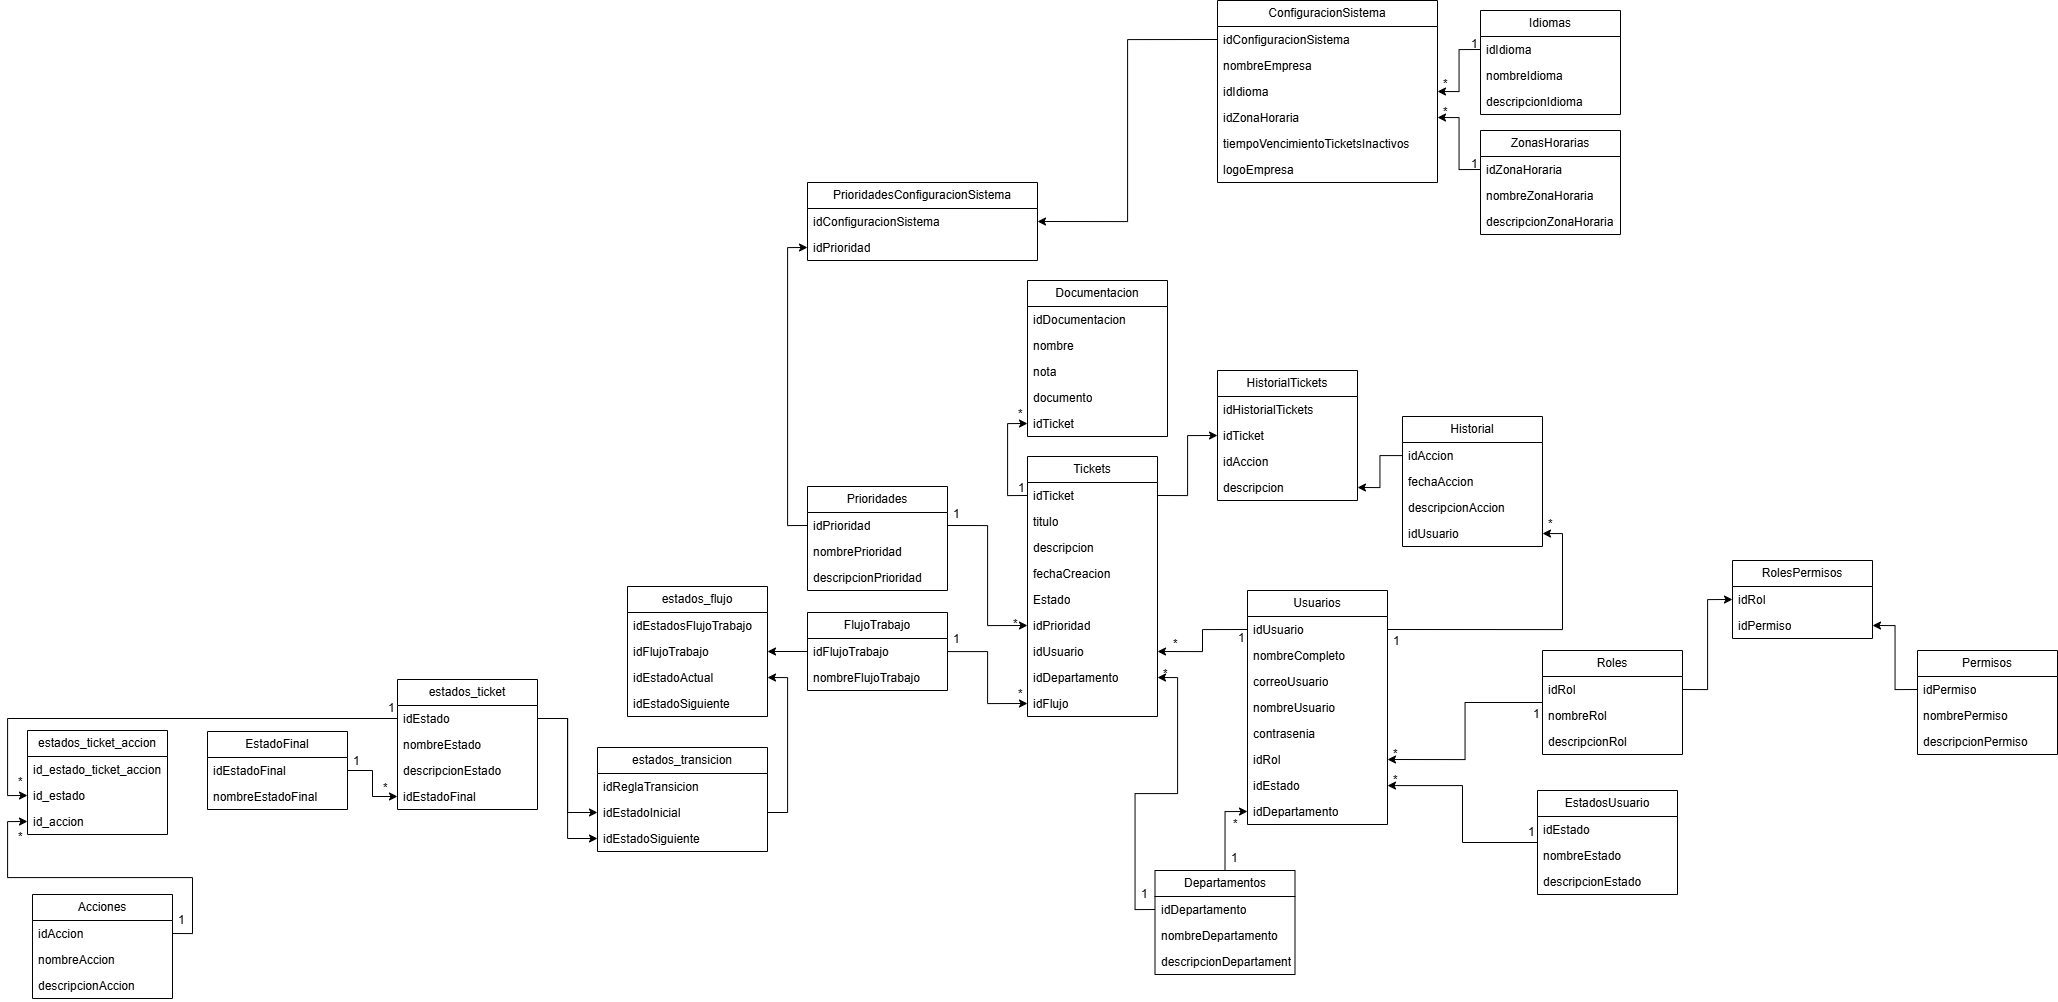 ConfiguracionSistema
idConfiguracionSistema
nombreEmpresa
idIdioma
idZonaHoraria
tiempoVencimientoTicketsInactivos
logoEmpresa
Idiomas
idIdioma
nombreIdioma
descripcionIdioma
1
*
*
1
ZonasHorarias
idZonaHoraria
nombreZonaHoraria
descripcionZonaHoraria
PrioridadesConfiguracionSistema
idConfiguracionSistema
idPrioridad
Documentacion
idDocumentacion
nombre
nota
documento
idTicket
*
1
HistorialTickets
idHistorialTickets
idTicket
idAccion
descripcion
Historial
idAccion
fechaAccion
descripcionAccion
idUsuario
*
Tickets
idTicket
titulo
descripcion
fechaCreacion
Estado
idPrioridad
idUsuario
idDepartamento
idFlujo
Prioridades
idPrioridad
nombrePrioridad
descripcionPrioridad
1
*
estados_flujo
idEstadosFlujoTrabajo
idFlujoTrabajo
idEstadoActual
idEstadoSiguiente
FlujoTrabajo
idFlujoTrabajo
nombreFlujoTrabajo
1
*
Usuarios
idUsuario
nombreCompleto
correoUsuario
nombreUsuario
contrasenia
idRol
idEstado
idDepartamento
*
1
1
*
RolesPermisos
idRol
idPermiso
Roles
idRol
nombreRol
descripcionRol
1
*
Permisos
idPermiso
nombrePermiso
descripcionPermiso
estados_ticket
idEstado
nombreEstado
descripcionEstado
idEstadoFinal
1
*
estados_ticket_accion
id_estado_ticket_accion
id_estado
id_accion
*
*
EstadoFinal
idEstadoFinal
nombreEstadoFinal
1
estados_transicion
idReglaTransicion
idEstadoInicial
idEstadoSiguiente
EstadosUsuario
idEstado
nombreEstado
descripcionEstado
1
*
Departamentos
idDepartamento
nombreDepartamento
descripcionDepartament
*
1
1
Acciones
idAccion
nombreAccion
descripcionAccion
1